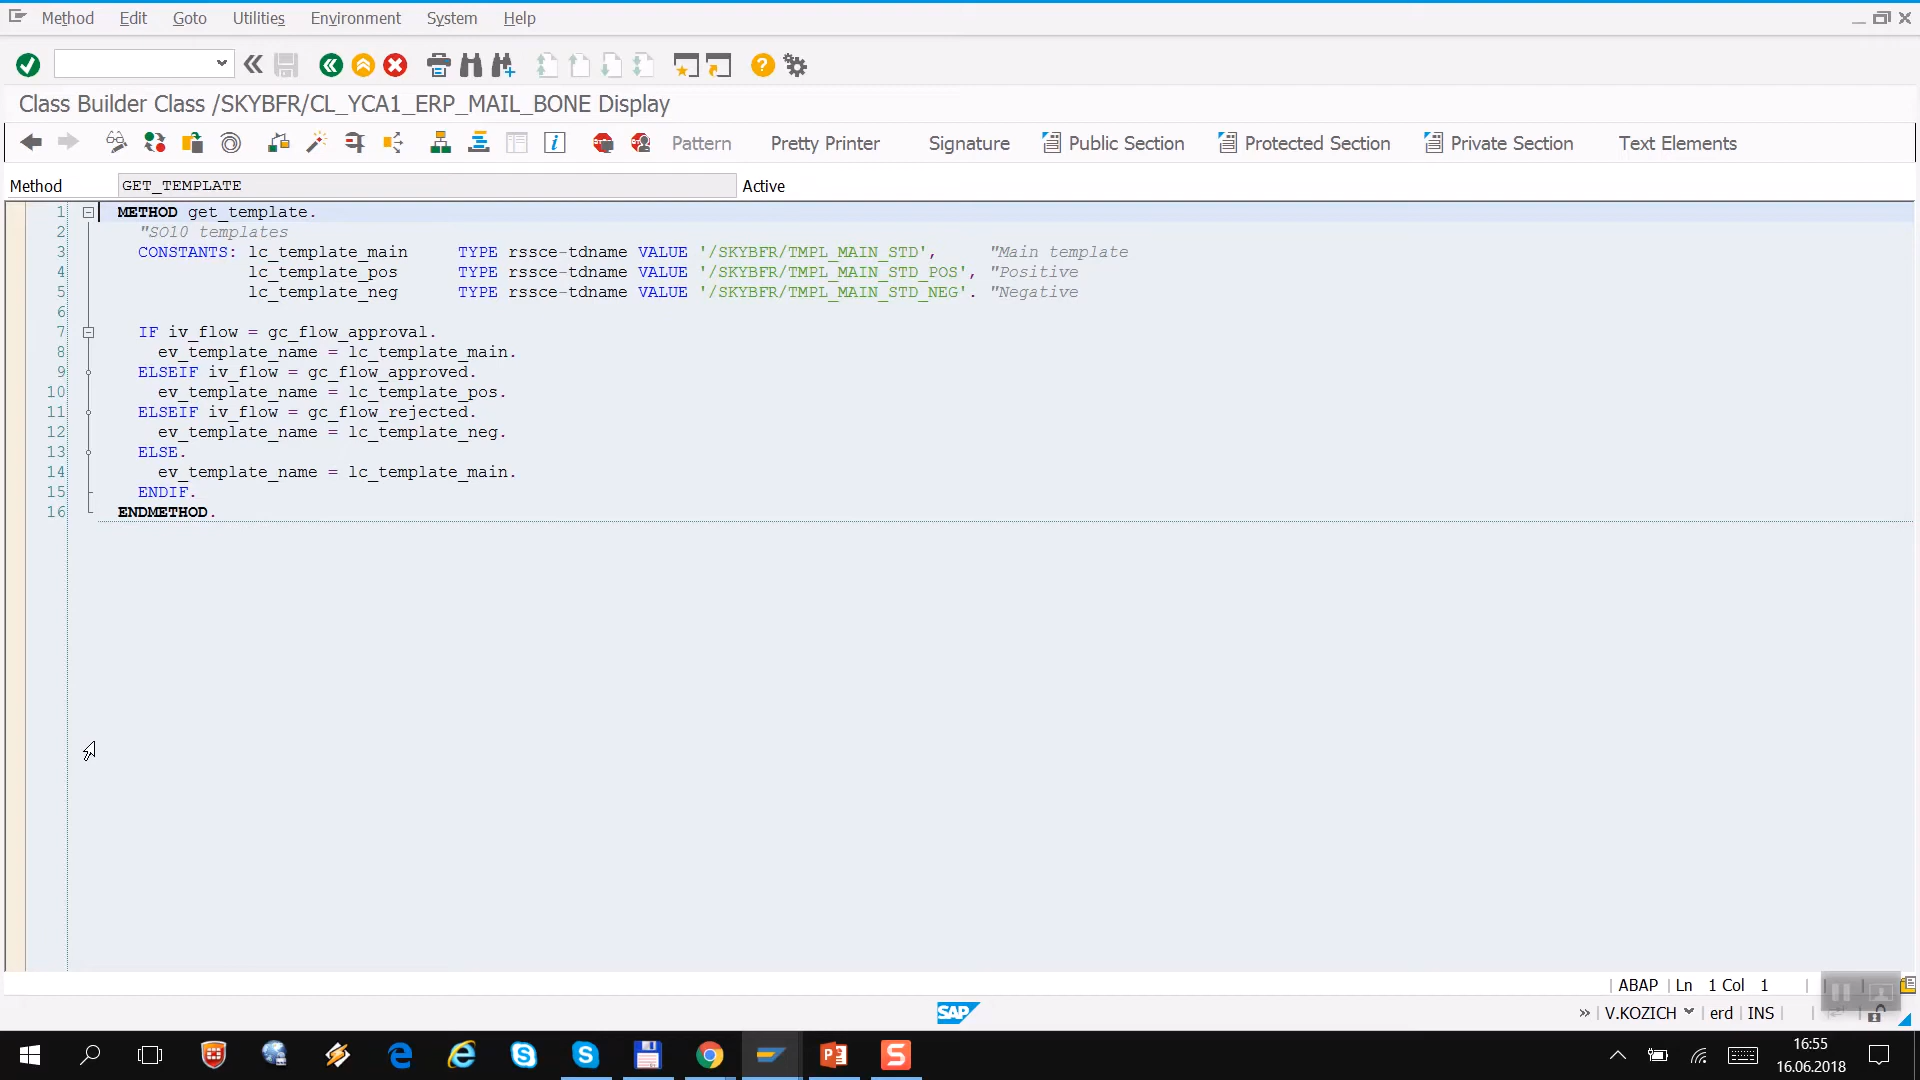 Method Edit Goto Utilities Environment System Help
Class Builder Class /SKYBFR/CL_YCA1_ERP_MAIL_BONE Display
Pattern Pretty Printer Signature Public Section Protected Section Private Section Text Elements
Method GET_TEMPLATE Active
1 METHOD get_template.
2 "SO10 templates
3 CONSTANTS: lc_template_main TYPE rssce-tdname VALUE '/SKYBFR/TMPL_MAIN_STD', "Main template
4 lc_template_pos TYPE rssce-tdname VALUE '/SKYBFR/TMPL_MAIN_STD_POS', "Positive
5 lc_template_neg TYPE rssce-tdname VALUE '/SKYBFR/TMPL_MAIN_STD_NEG'. "Negative
6
7 IF iv_flow = gc_flow_approval.
8 ev_template_name = lc_template_main.
9 ELSEIF iv_flow = gc_flow_approved.
10 ev_template_name = lc_template_pos.
11 ELSEIF iv_flow = gc_flow_rejected.
12 ev_template_name = lc_template_neg.
13 ELSE.
14 ev_template_name = lc_template_main.
15 ENDIF.
16 ENDMETHOD.
ABAP Ln 1 Col 1
SAP
V.KOZICH erd INS
16:55
16.06.2018